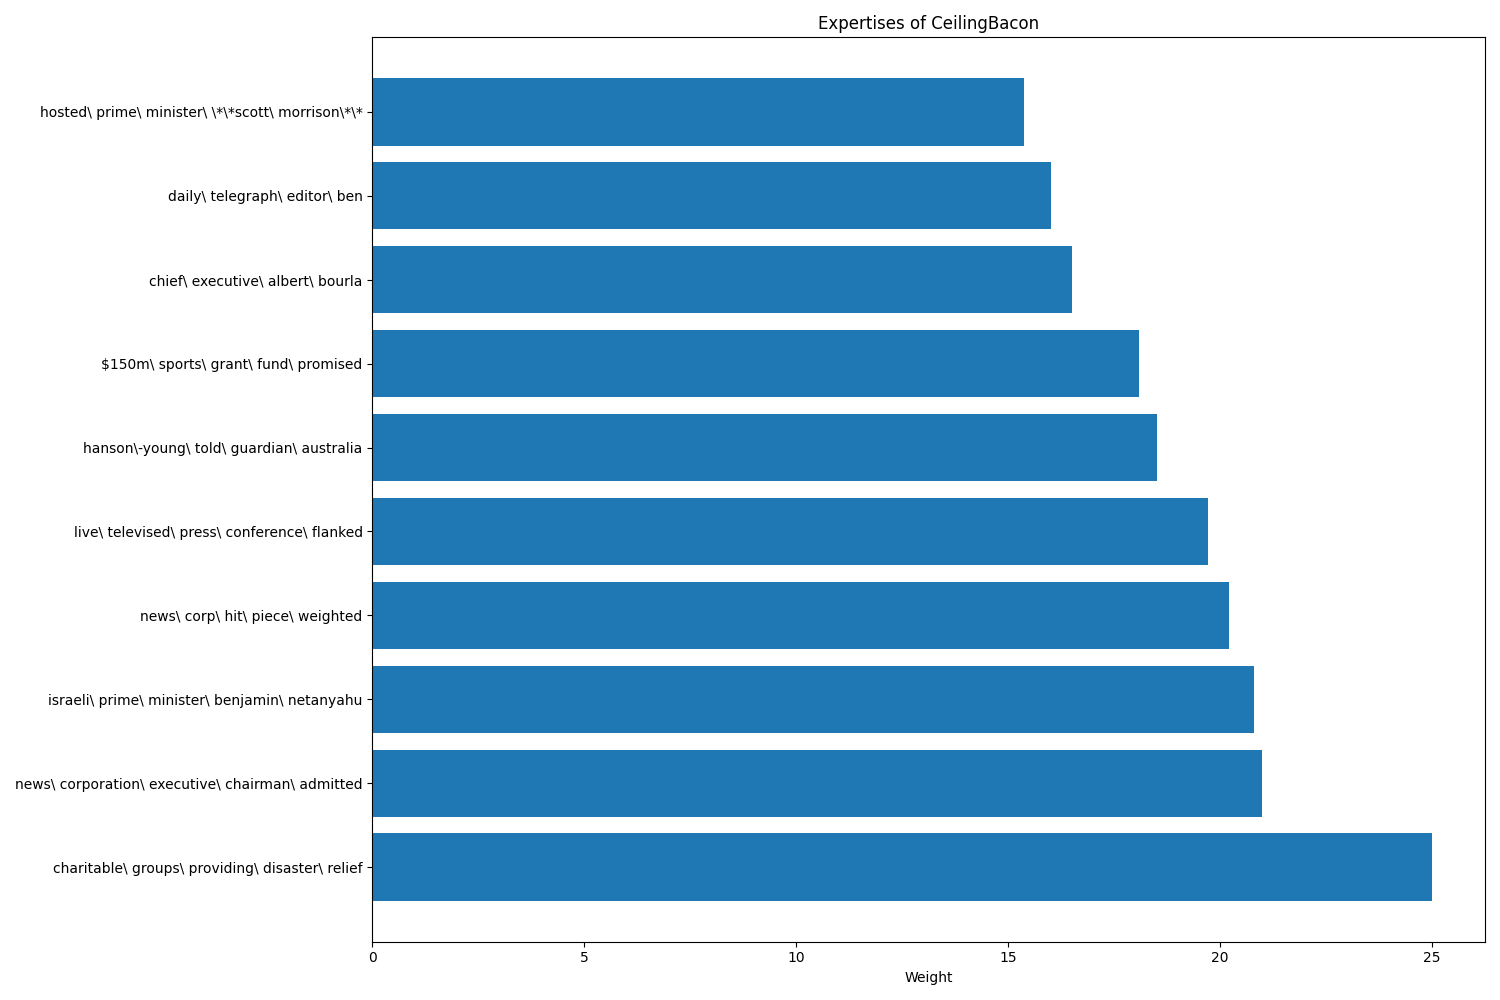 Expertises of CeilingBacon
hosted\ prime\ minister\ \*\*scott\ morrison\*\*
daily\ telegraph\ editor\ ben
chief\ executive\ albert\ bourla
$150m\ sports\ grant\ fund\ promised
hanson\-young\ told\ guardian\ australia
live\ televised\ press\ conference\ flanked
news\ corp\ hit\ piece\ weighted
israeli\ prime\ minister\ benjamin\ netanyahu
news\ corporation\ executive\ chairman\ admitted
charitable\ groups\ providing\ disaster\ relief
0 5 10 15 20 25
Weight